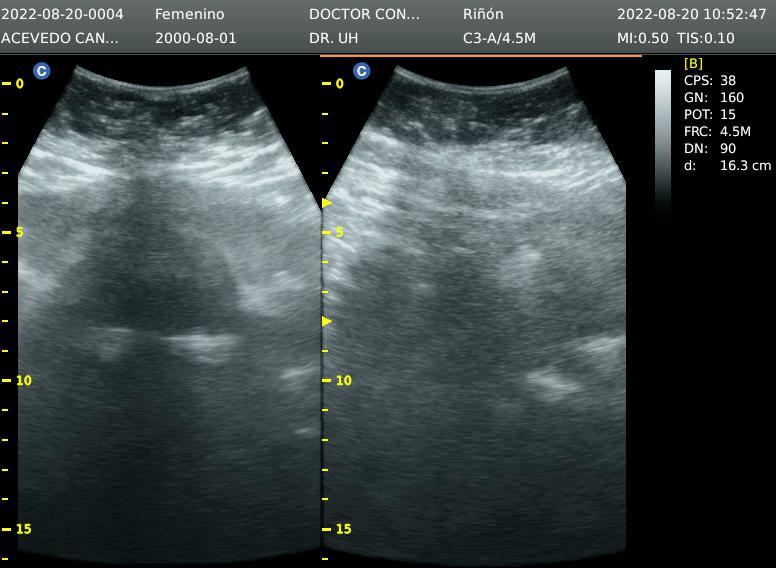 2022-08-20-0004 Femenino DOCTOR CON... Riñón 2022-08-20 10:52:47
ACEVEDO CAN... 2000-08-01 DR. UH C3-A/4.5M MI:0.50 TIS:0.10
C C [B]
0 0 CPS: 38
GN: 160
POT: 15
FRC: 4.5M
DN: 90
d: 16.3 cm
5 5
10 10
15 15